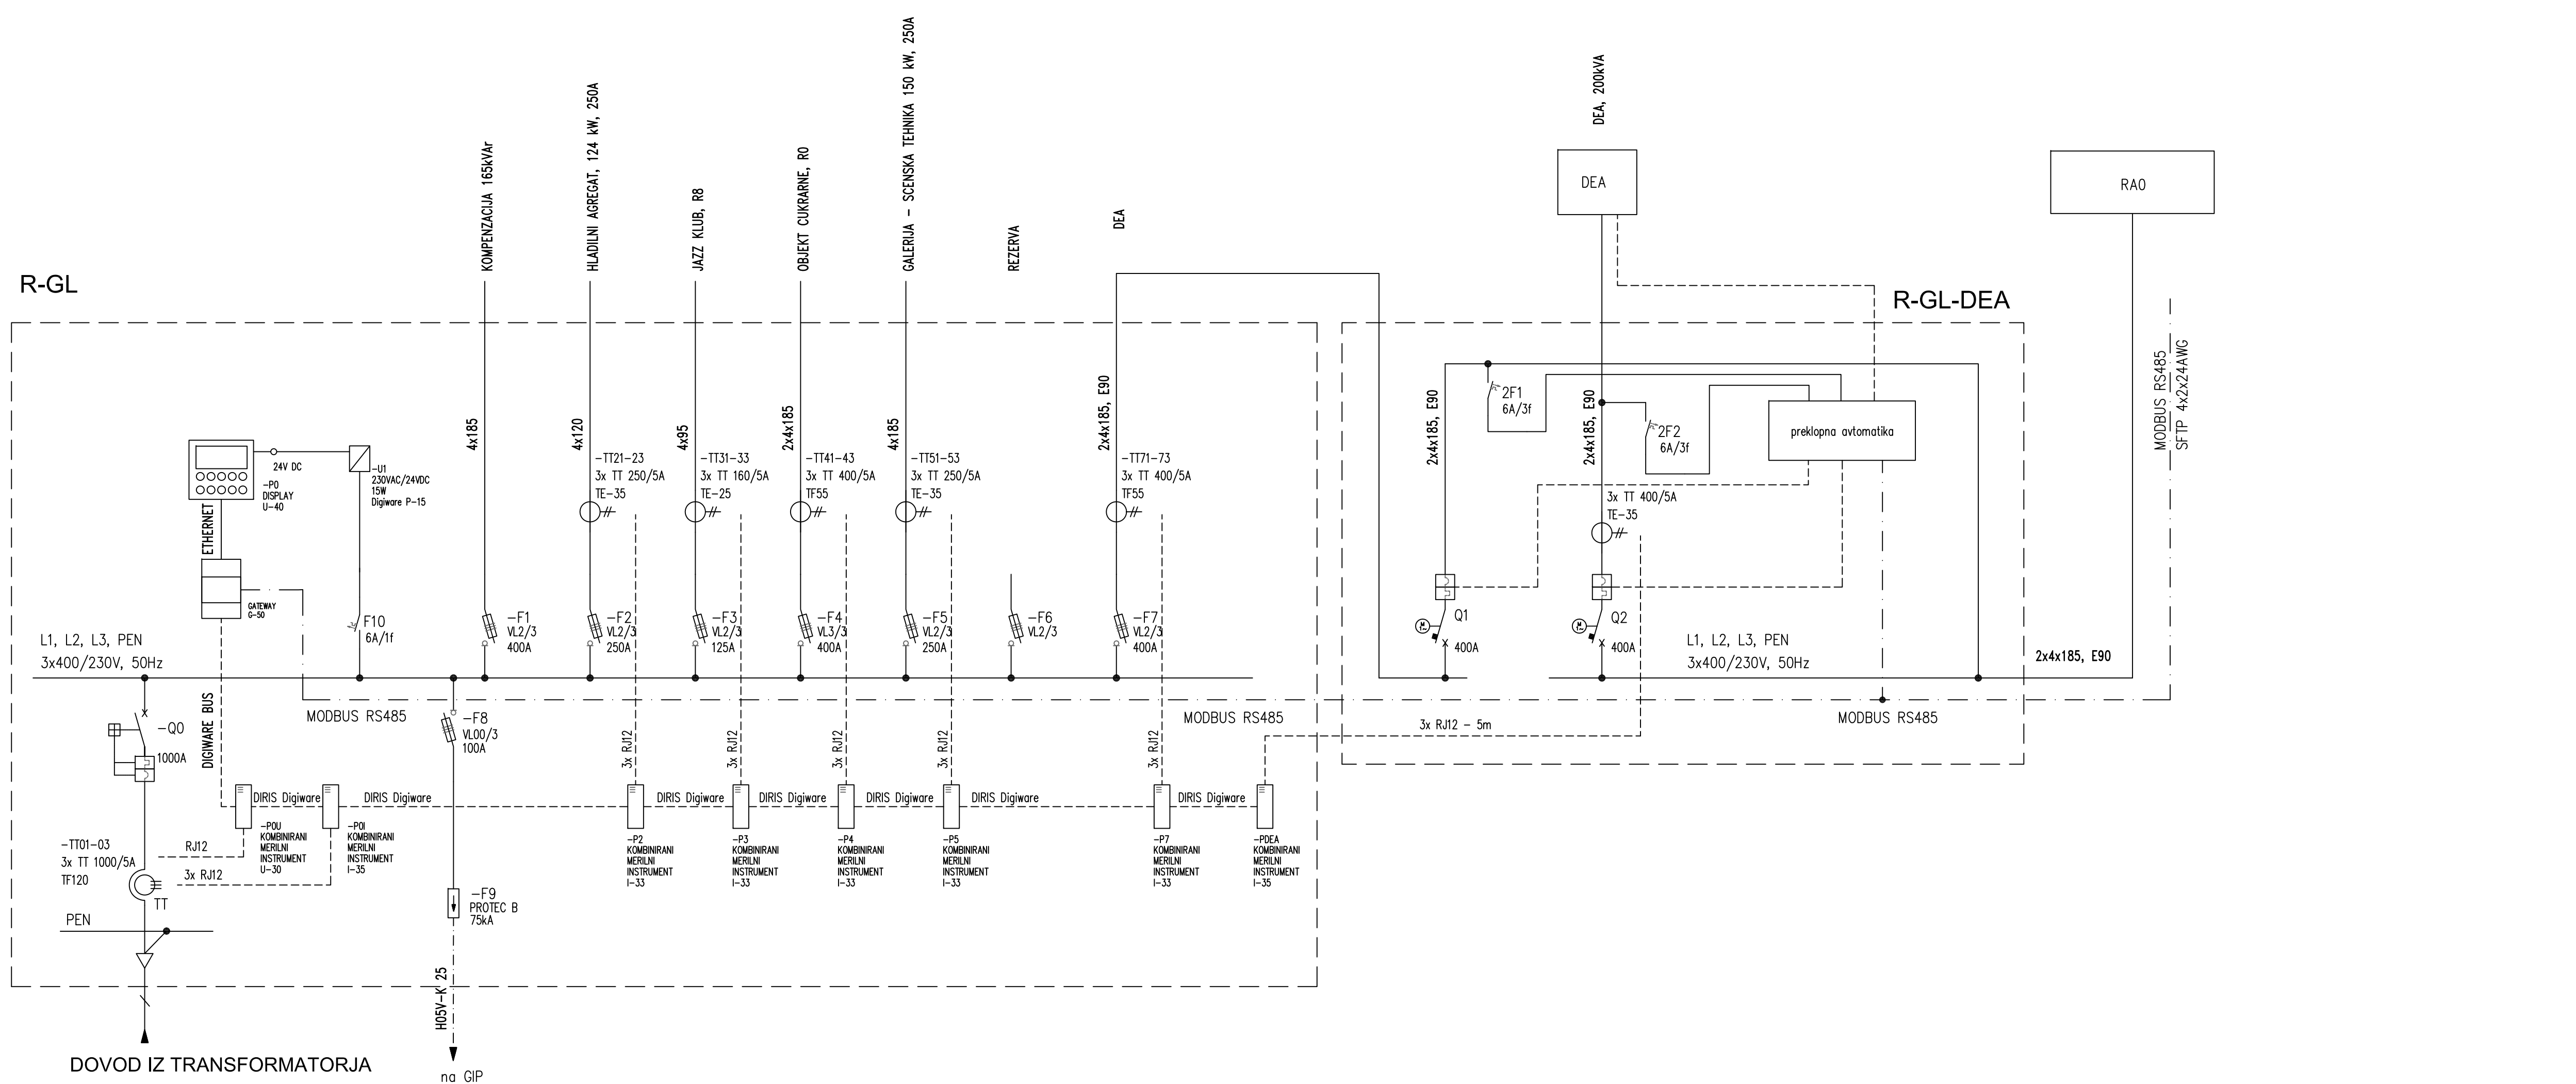 R-GL
KOMPENZACIJA 165kVAr
HLADILNI AGREGAT, 124 kW, 250A
JAZZ KLUB, R8
OBJEKT CUKRARNE, R0
GALERIJA - SCENSKA TEHNIKA 150 kW, 250A
REZERVA
DEA
DEA, 200kVA
DEA
RA0
R-GL-DEA
4x185
4x120
4x95
2x4x185
4x185
2x4x185, E90
2x4x185, E90
2x4x185, E90
MODBUS RS485
SFTP 4x2x24AWG
2F1
6A/3f
2F2
6A/3f
preklopna avtomatika
24V DC
-P0
DISPLAY
U-40
-U1
230VAC/24VDC
15W
Digiware P-15
ETHERNET
GATEWAY
G-50
F10
6A/1f
-TT21-23
3x TT 250/5A
TE-35
-TT31-33
3x TT 160/5A
TE-25
-TT41-43
3x TT 400/5A
TF55
-TT51-53
3x TT 250/5A
TE-35
-TT71-73
3x TT 400/5A
TF55
3x TT 400/5A
TE-35
-F1
VL2/3
400A
-F2
VL2/3
250A
-F3
VL2/3
125A
-F4
VL3/3
400A
-F5
VL2/3
250A
-F6
VL2/3
-F7
VL2/3
400A
Q1
400A
Q2
400A
L1, L2, L3, PEN
3x400/230V, 50Hz
L1, L2, L3, PEN
3x400/230V, 50Hz
2x4x185, E90
MODBUS RS485
MODBUS RS485
MODBUS RS485
3x RJ12 - 5m
-Q0
1000A
DIGIWARE BUS
-F8
VL00/3
100A
3x RJ12
3x RJ12
3x RJ12
3x RJ12
3x RJ12
DIRIS Digiware
DIRIS Digiware
DIRIS Digiware
DIRIS Digiware
DIRIS Digiware
DIRIS Digiware
DIRIS Digiware
-P0U
KOMBINIRANI
MERILNI
INSTRUMENT
U-30
-P0I
KOMBINIRANI
MERILNI
INSTRUMENT
I-35
-P2
KOMBINIRANI
MERILNI
INSTRUMENT
I-33
-P3
KOMBINIRANI
MERILNI
INSTRUMENT
I-33
-P4
KOMBINIRANI
MERILNI
INSTRUMENT
I-33
-P5
KOMBINIRANI
MERILNI
INSTRUMENT
I-33
-P7
KOMBINIRANI
MERILNI
INSTRUMENT
I-33
-PDEA
KOMBINIRANI
MERILNI
INSTRUMENT
I-35
-TT01-03
3x TT 1000/5A
TF120
RJ12
3x RJ12
TT
PEN
-F9
PROTEC B
75kA
H05V-K 25
na GIP
DOVOD IZ TRANSFORMATORJA